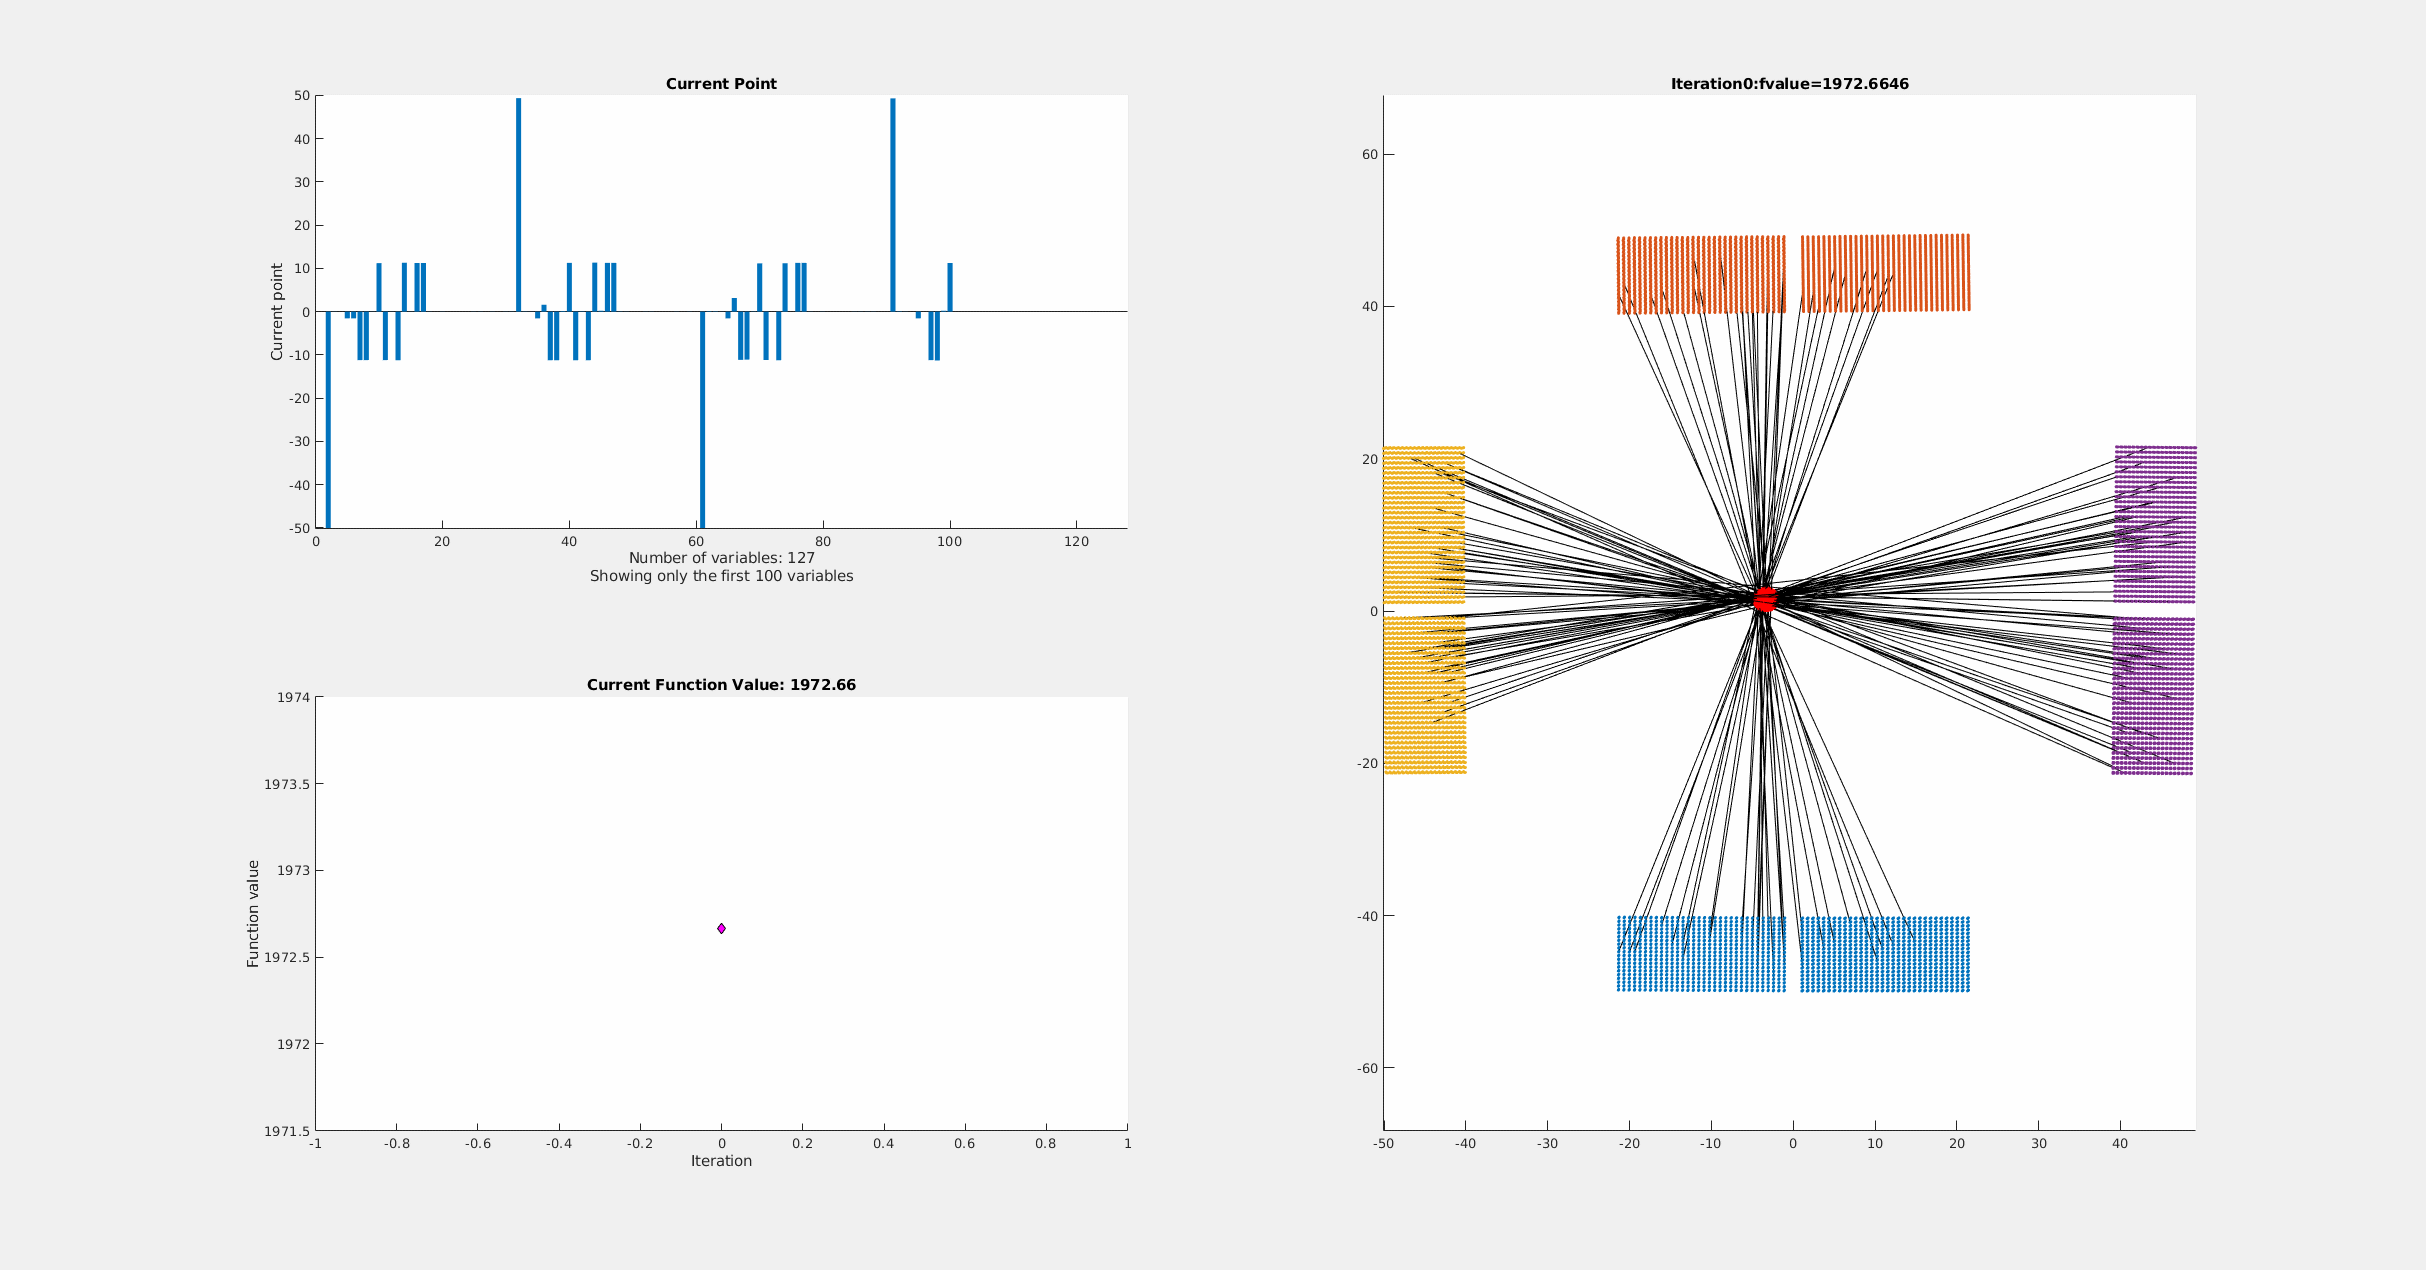 Current Point
50
40
30
20
10
0
-10
-20
-30
-40
-50
Current point
0 20 40 60 80 100 120
Number of variables: 127
Showing only the first 100 variables
Current Function Value: 1972.66
1974
1973.5
1973
1972.5
1972
1971.5
Function value
-1 -0.8 -0.6 -0.4 -0.2 0 0.2 0.4 0.6 0.8 1
Iteration
Iteration0:fvalue=1972.6646
60
40
20
0
-20
-40
-60
-50 -40 -30 -20 -10 0 10 20 30 40